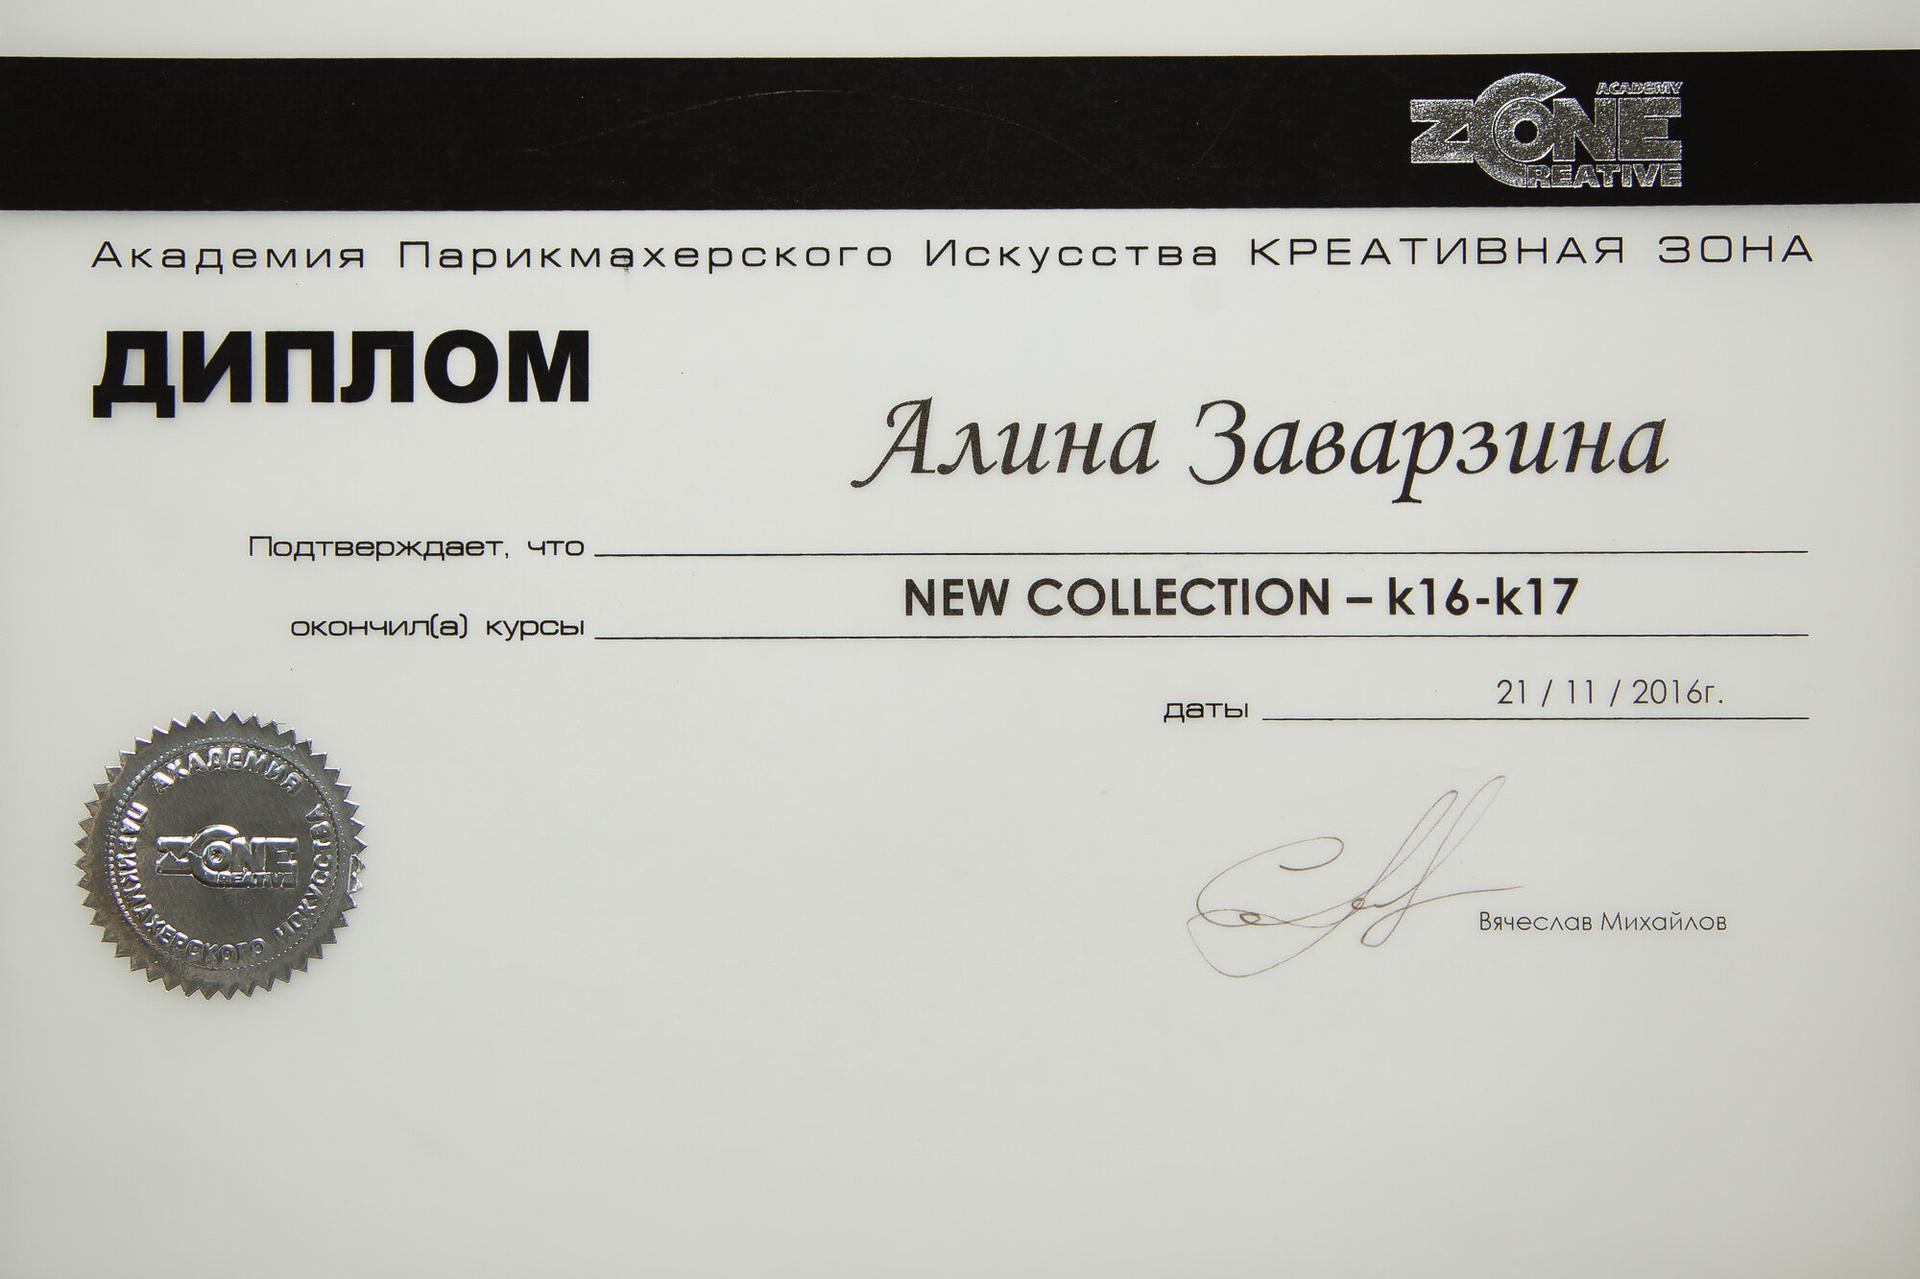 ACADEMY
ZONE
CREATIVE
Академия Парикмахерского Искусства КРЕАТИВНАЯ ЗОНА
ДИПЛОМ
Алина Заварзина
Подтверждает, что
NEW COLLECTION – k16-k17
окончил(а) курсы
21 / 11 / 2016г.
даты
Вячеслав Михайлов
АКАДЕМИЯ
ПАРИКМАХЕРСКОГО ИСКУССТВА
ZONE
CREATIVE